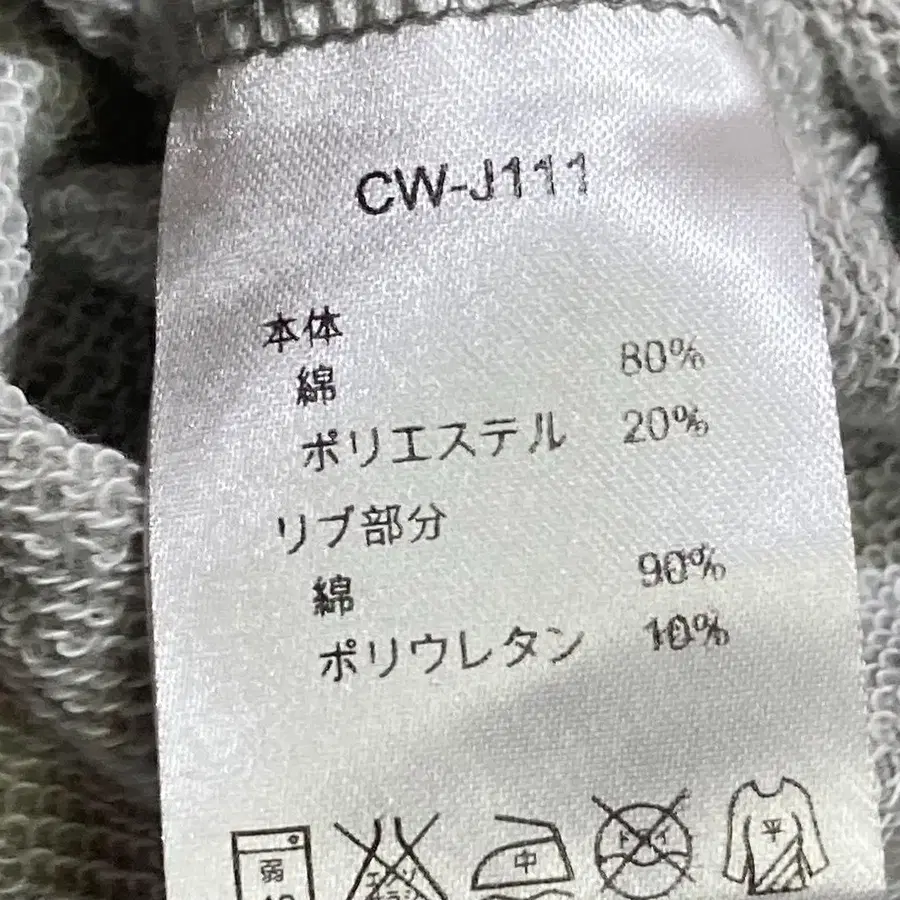 CW-J111
本体
綿 80%
ポリエステル 20%
リブ部分
綿 90%
ポリウレタン 10%
弱
中
平